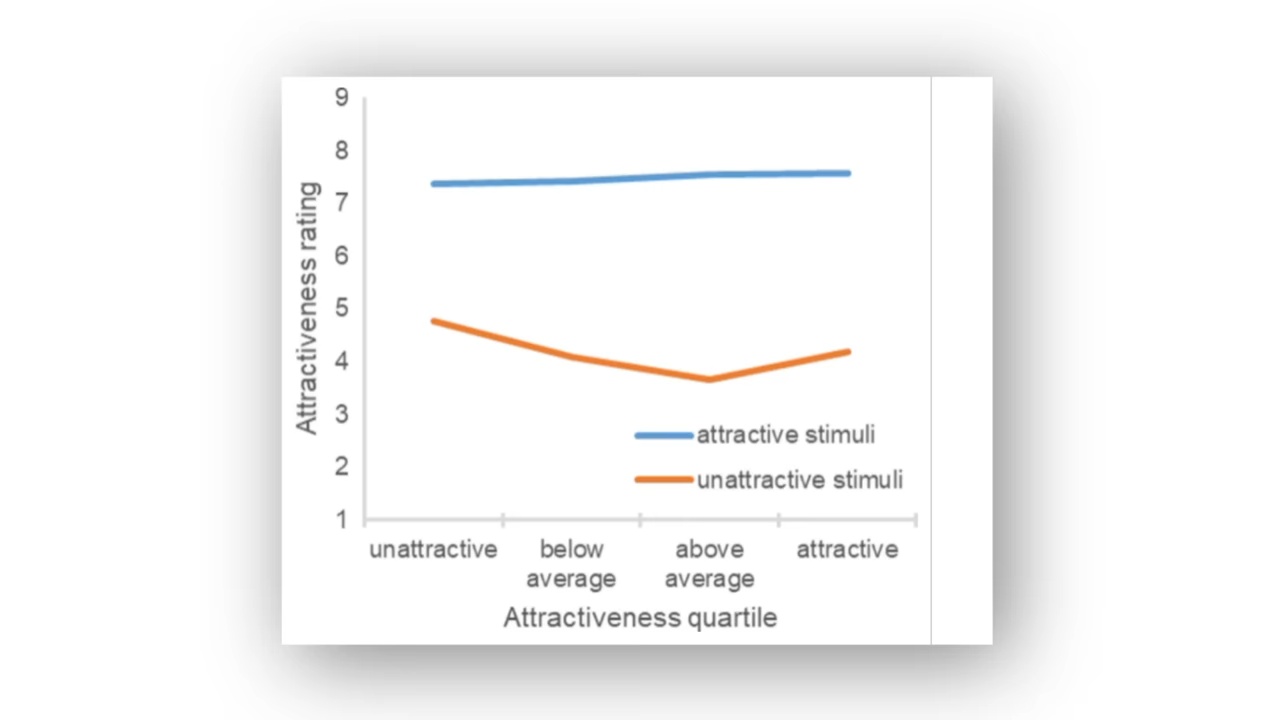 9
8
7
6
5
4
3
2
1
Attractiveness rating
attractive stimuli
unattractive stimuli
unattractive
below
average
above
average
attractive
Attractiveness quartile